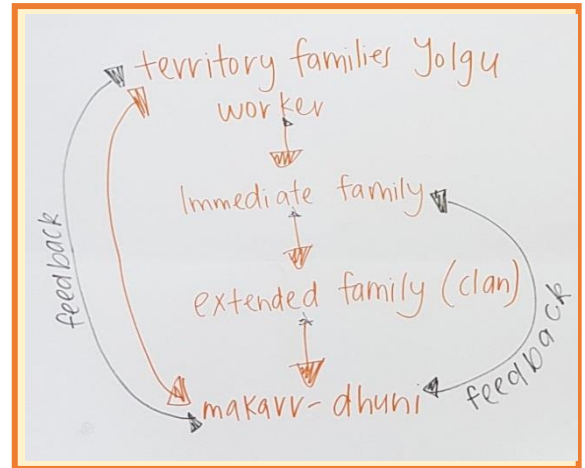 territory families Yolgu
worker
Immediate family
extended family (clan)
makarr-dhuni
feedback
feedback